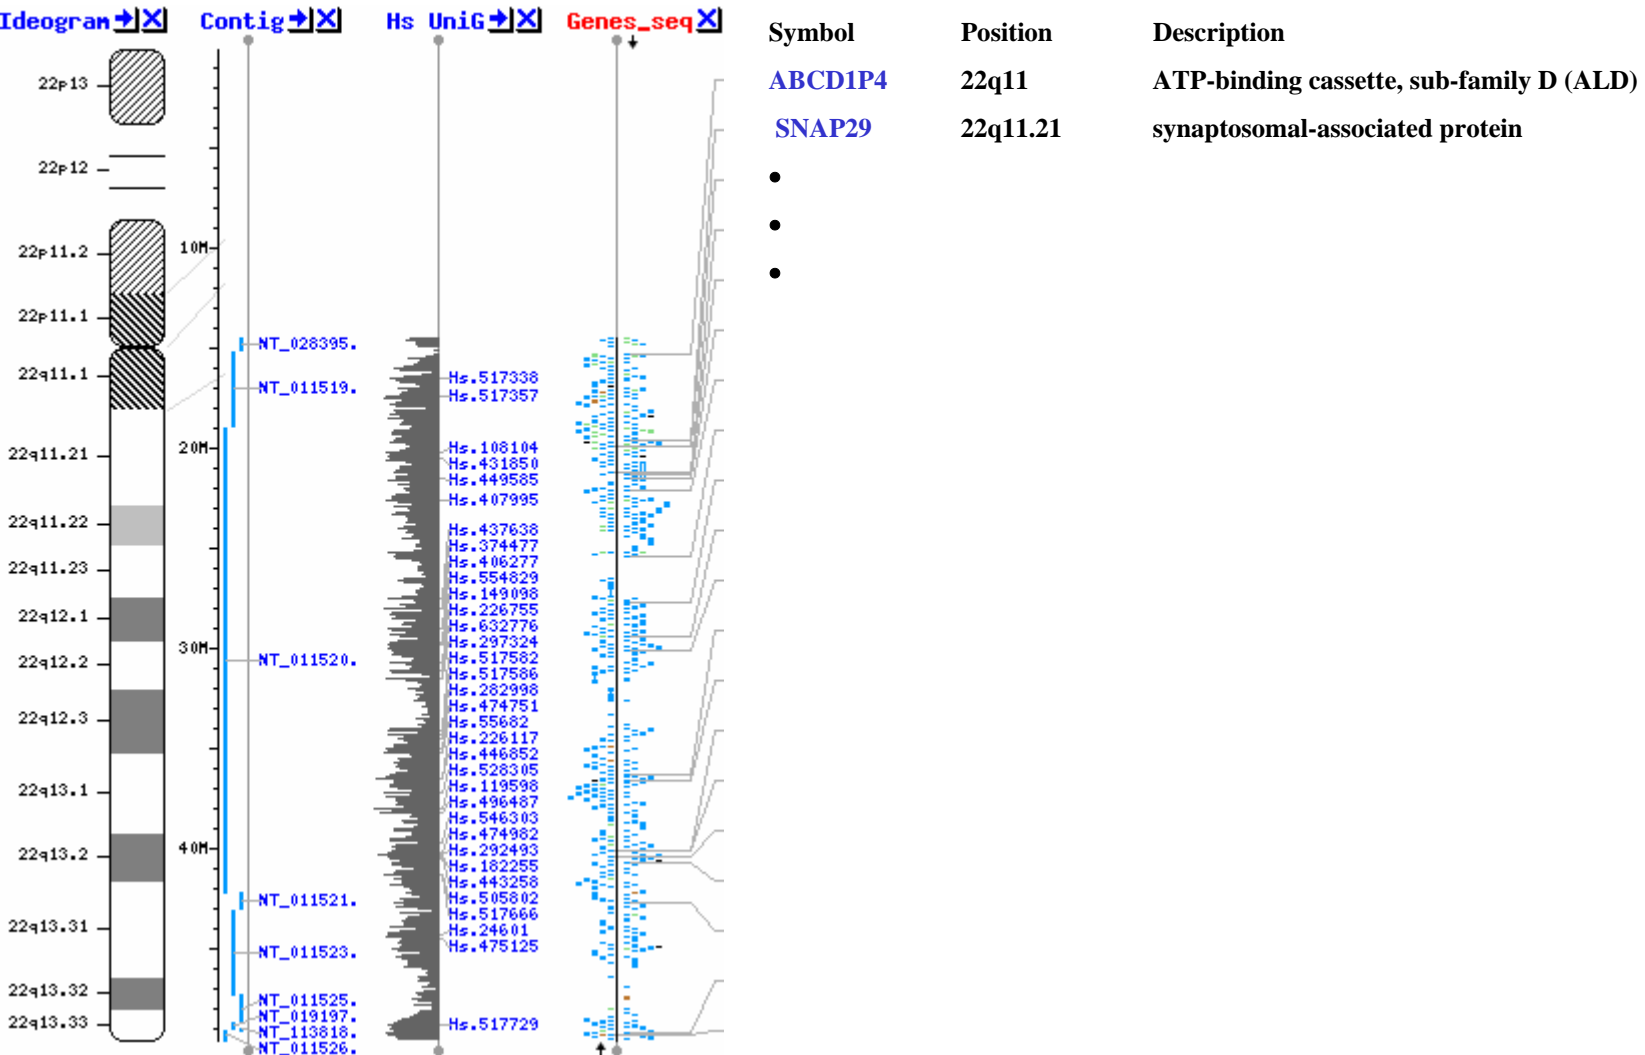 Ideogram Contig Hs UniG Genes_seq
Symbol Position Description
ABCD1P4 22q11 ATP-binding cassette, sub-family D (ALD)
SNAP29 22q11.21 synaptosomal-associated protein
22p13
22p12
22p11.2
22p11.1
22q11.1
22q11.21
22q11.22
22q11.23
22q12.1
22q12.2
22q12.3
22q13.1
22q13.2
22q13.31
22q13.32
22q13.33
10M
20M
30M
40M
NT_028395.
NT_011519.
NT_011520.
NT_011521.
NT_011523.
NT_011525.
NT_019197.
NT_113818.
NT_011526.
Hs.517338
Hs.517357
Hs.108104
Hs.431850
Hs.449585
Hs.407995
Hs.437638
Hs.374477
Hs.406277
Hs.554829
Hs.149098
Hs.226755
Hs.632776
Hs.297324
Hs.517582
Hs.517586
Hs.282998
Hs.474751
Hs.55682
Hs.226117
Hs.446852
Hs.528305
Hs.119598
Hs.496487
Hs.546303
Hs.474982
Hs.292493
Hs.182255
Hs.443258
Hs.505802
Hs.517666
Hs.24601
Hs.475125
Hs.517729